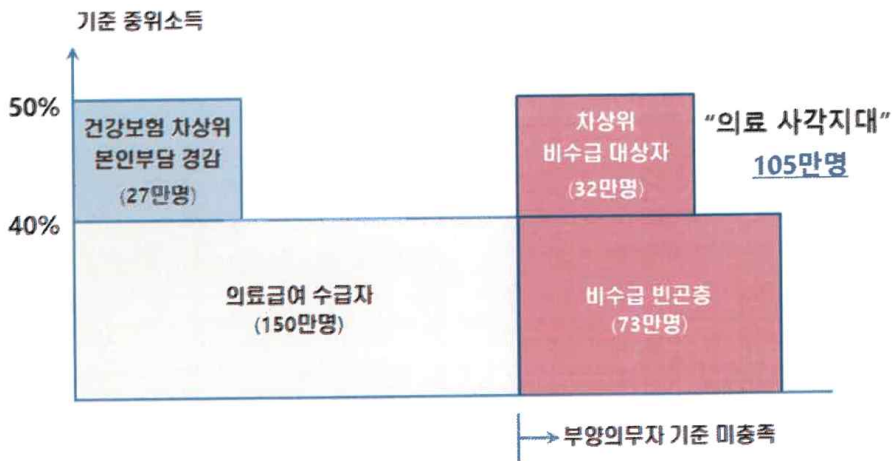 기준 중위소득
50%
건강보험 차상위
본인부담 경감
(27만명)
차상위
비수급 대상자
(32만명)
“의료 사각지대”
105만명
40%
의료급여 수급자
(150만명)
비수급 빈곤층
(73만명)
부양의무자 기준 미충족